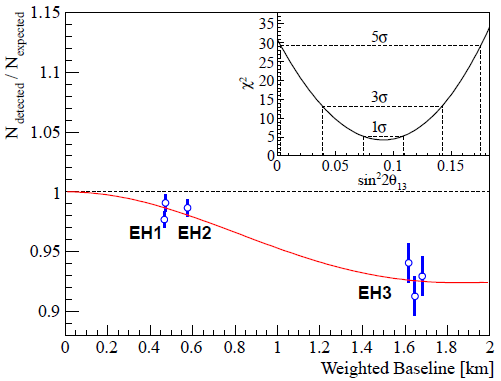 N detected / N expected
1.15
1.1
1.05
1
0.95
0.9
EH1
EH2
EH3
0 0.2 0.4 0.6 0.8 1 1.2 1.4 1.6 1.8 2
Weighted Baseline [km]
χ²
35
30
25
20
15
10
5
0
5σ
3σ
1σ
0 0.05 0.1 0.15
sin²2θ₁₃